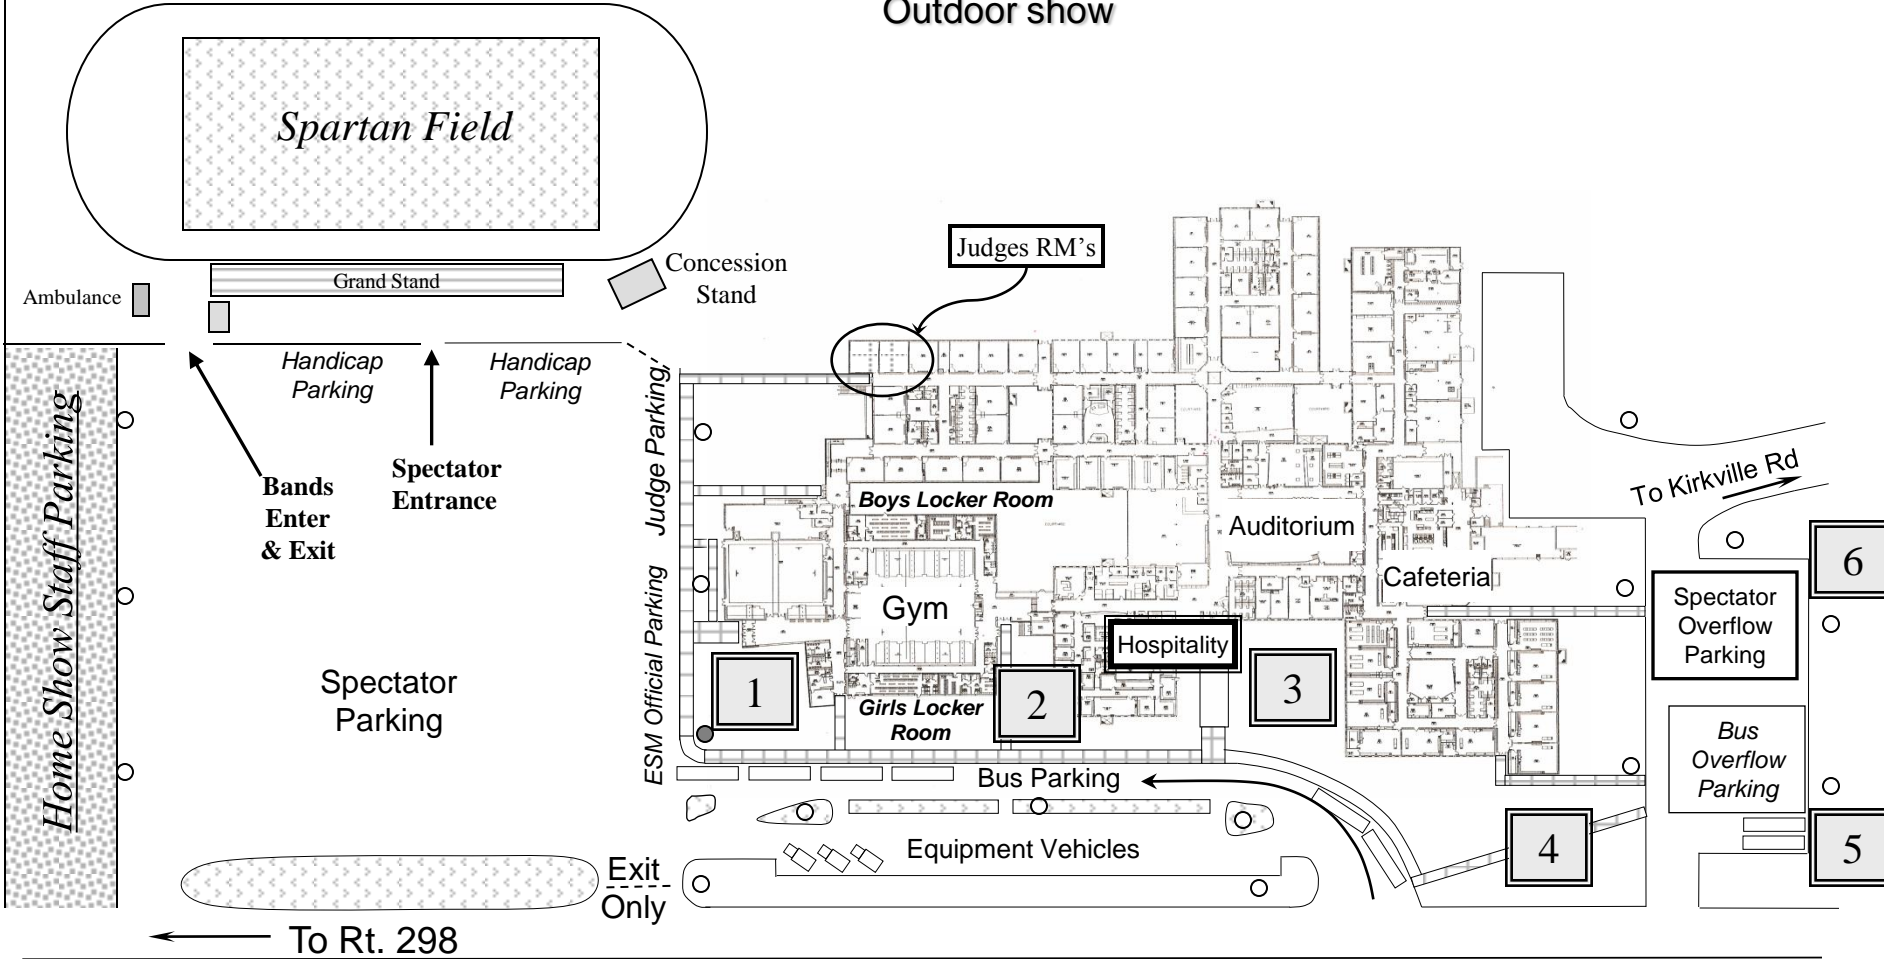 Outdoor show
Spartan Field
Grand Stand
Ambulance
Concession
Stand
Judges RM's
Handicap
Parking
Handicap
Parking
Bands
Enter
& Exit
Spectator
Entrance
Home Show Staff Parking
Judge Parking
ESM Official Parking
Spectator
Parking
Boys Locker Room
Gym
Girls Locker
Room
Auditorium
Cafeteria
Hospitality
To Kirkville Rd
1
2
3
4
5
6
Spectator
Overflow
Parking
Bus
Overflow
Parking
Bus Parking
Equipment Vehicles
Exit
Only
To Rt. 298